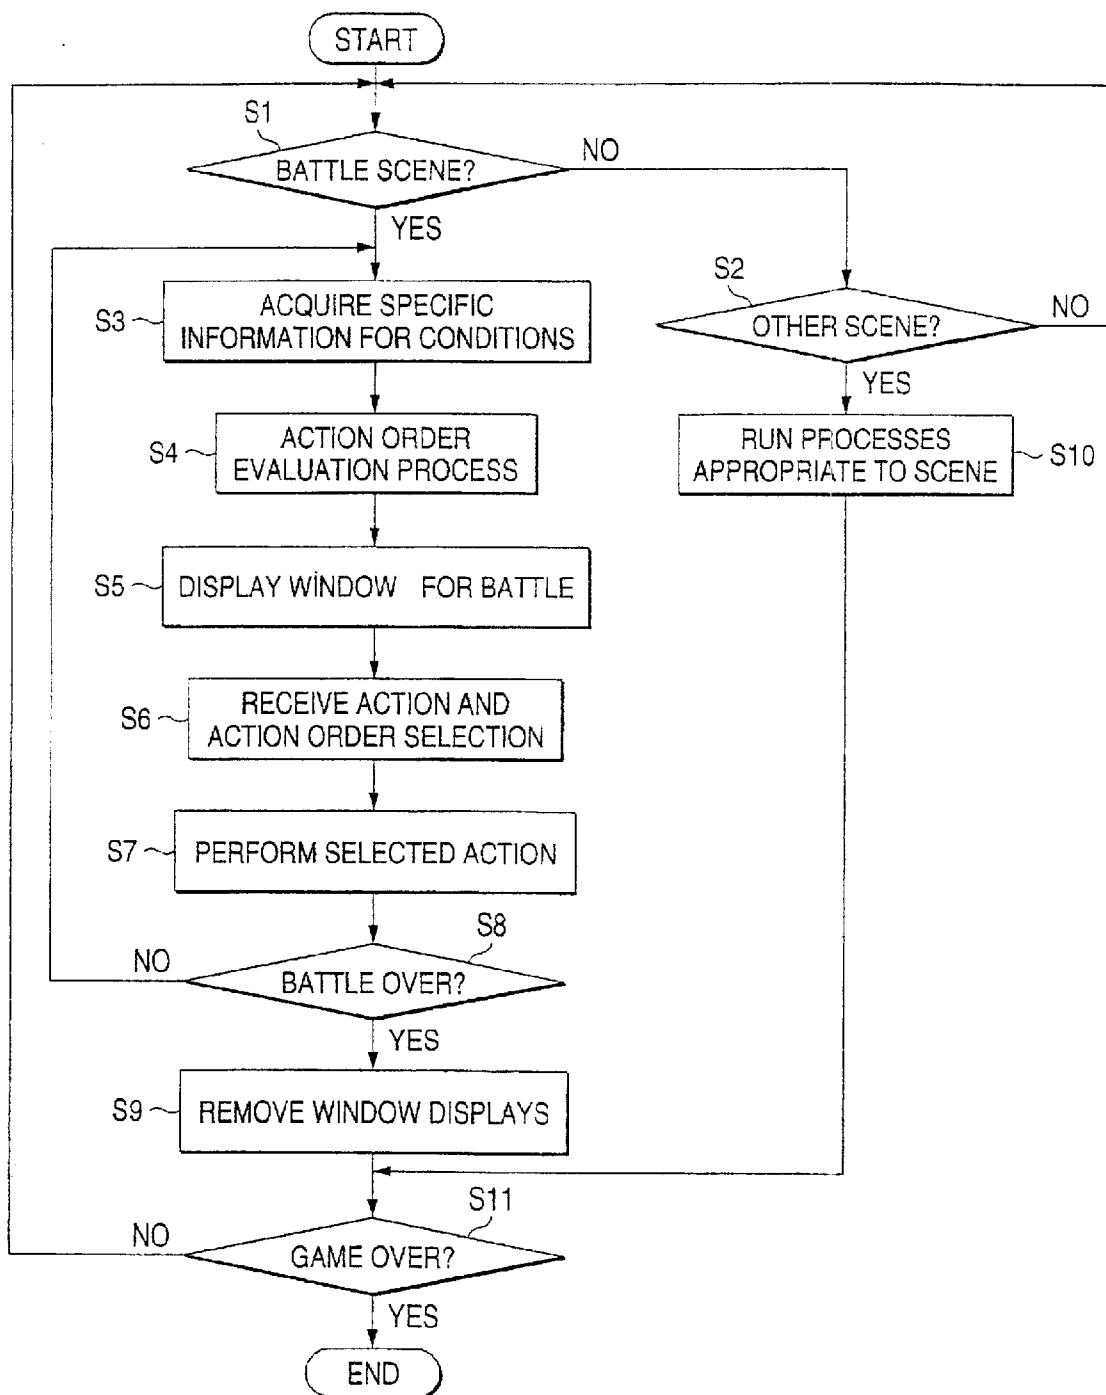 START
S1
BATTLE SCENE?
NO
YES
S2
OTHER SCENE?
NO
YES
S3
ACQUIRE SPECIFIC
INFORMATION FOR CONDITIONS
S4
ACTION ORDER
EVALUATION PROCESS
RUN PROCESSES
APPROPRIATE TO SCENE
S10
S5
DISPLAY WINDOW FOR BATTLE
S6
RECEIVE ACTION AND
ACTION ORDER SELECTION
S7
PERFORM SELECTED ACTION
S8
BATTLE OVER?
NO
YES
S9
REMOVE WINDOW DISPLAYS
S11
GAME OVER?
NO
YES
END